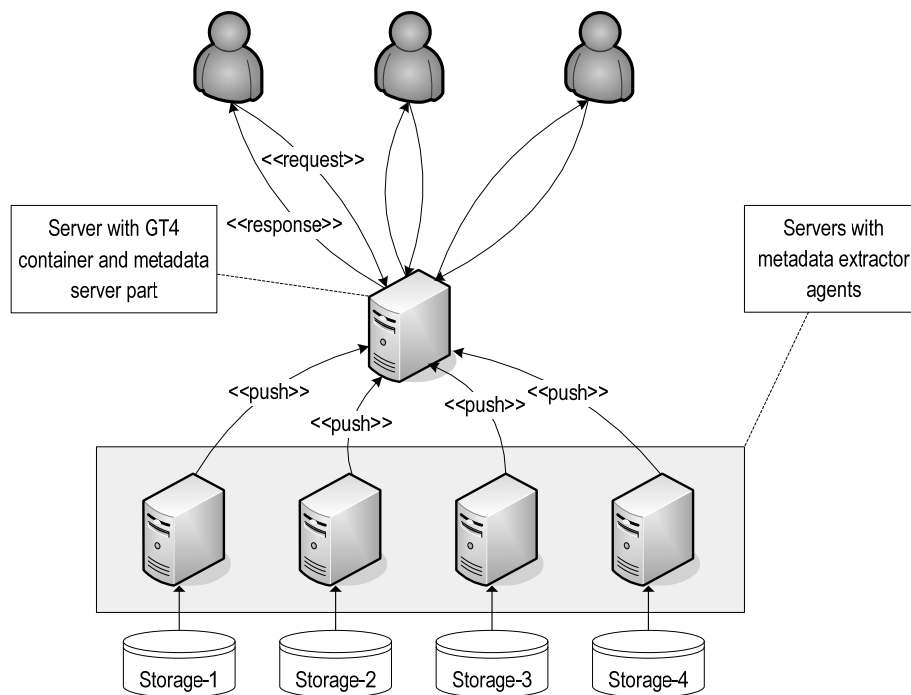 <<request>>
<<response>>
Server with GT4
container and metadata
server part
Servers with
metadata extractor
agents
<<push>>
<<push>>
<<push>>
<<push>>
Storage-1
Storage-2
Storage-3
Storage-4